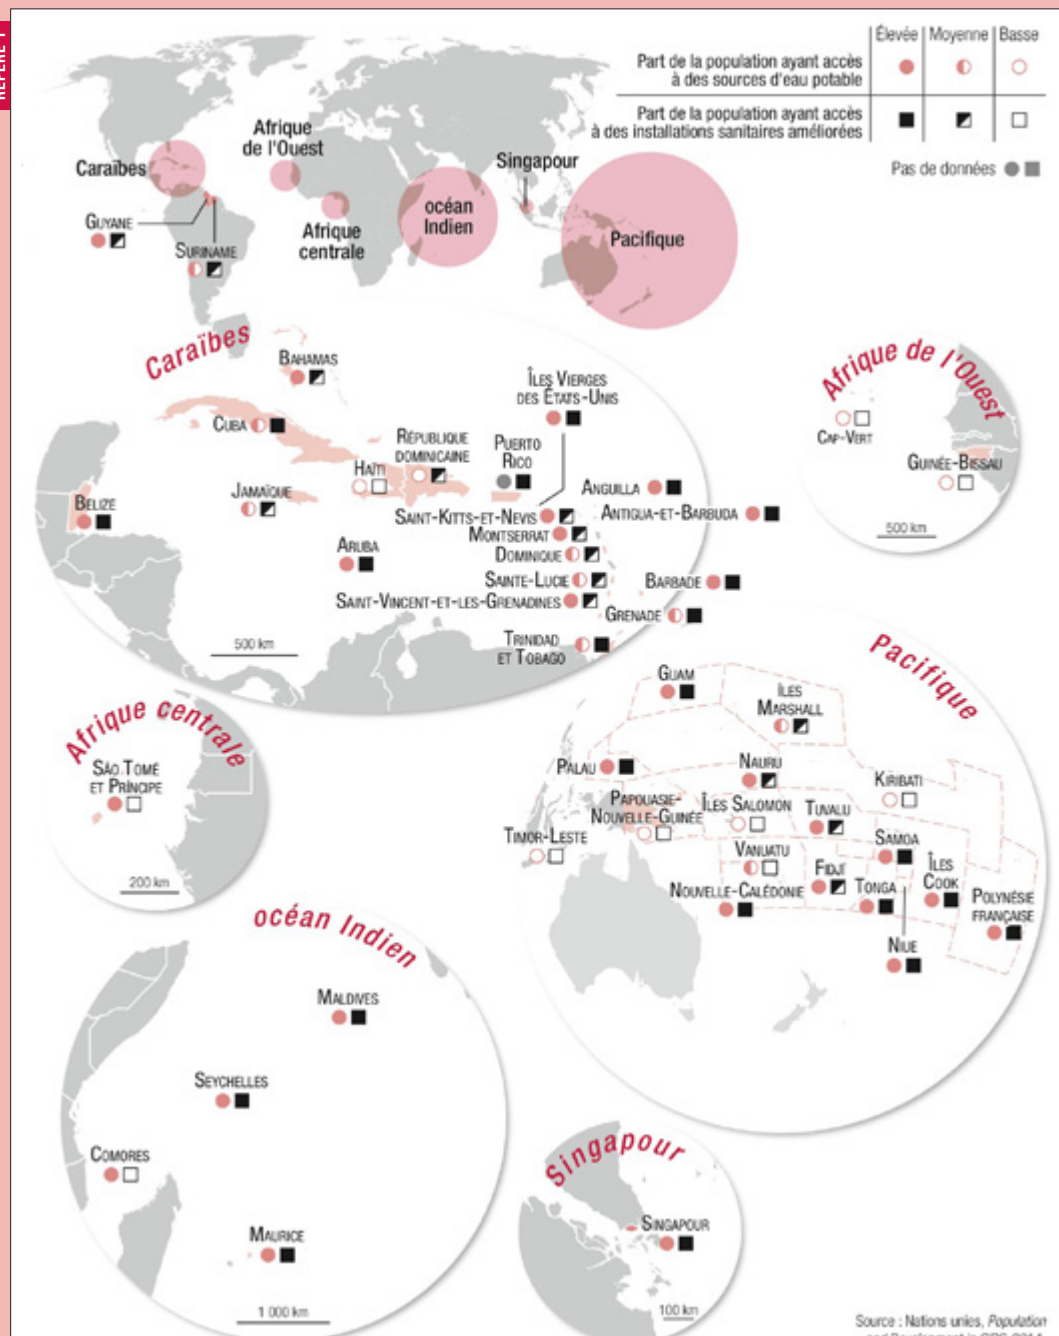 REPÈRE 1
Élevée
Moyenne
Basse
Part de la population ayant accès
à des sources d'eau potable
Part de la population ayant accès
à des installations sanitaires améliorées
Pas de données
Caraïbes
Afrique
de l'Ouest
Afrique
centrale
océan
Indien
Singapour
Pacifique
GUYANE
SURINAME
Caraïbes
BAHAMAS
ÎLES VIERGES
DES ÉTATS-UNIS
CUBA
RÉPUBLIQUE
DOMINICAINE
PUERTO
RICO
HAÏTI
JAMAÏQUE
BELIZE
ANGUILLA
SAINT-KITTS-ET-NEVIS
ANTIGUA-ET-BARBUDA
MONTSERRAT
ARUBA
DOMINIQUE
SAINTE-LUCIE
BARBADE
SAINT-VINCENT-ET-LES-GRENADINES
GRENADE
TRINIDAD
ET TOBAGO
500 km
Afrique de l'Ouest
CAP-VERT
GUINÉE-BISSAU
500 km
Afrique centrale
SÃO TOMÉ
ET PRÍNCIPE
200 km
Pacifique
GUAM
ÎLES
MARSHALL
PALAU
NAURU
KIRIBATI
PAPOUASIE-
NOUVELLE-GUINÉE
ÎLES SALOMON
TUVALU
TIMOR-LESTE
SAMOA
VANUATU
FIDJI
ÎLES
COOK
NOUVELLE-CALÉDONIE
TONGA
POLYNÉSIE
FRANÇAISE
NIUE
océan Indien
MALDIVES
SEYCHELLES
COMORES
MAURICE
1 000 km
Singapour
SINGAPOUR
100 km
Source : Nations unies, Population